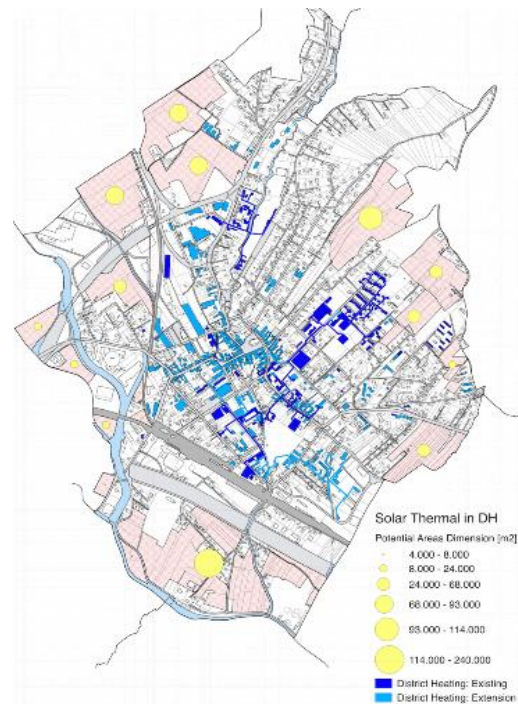 Solar Thermal in DH
Potential Areas Dimension [m2]
4.000 - 8.000
8.000 - 24.000
24.000 - 68.000
68.000 - 93.000
93.000 - 114.000
114.000 - 240.000
District Heating: Existing
District Heating: Extension